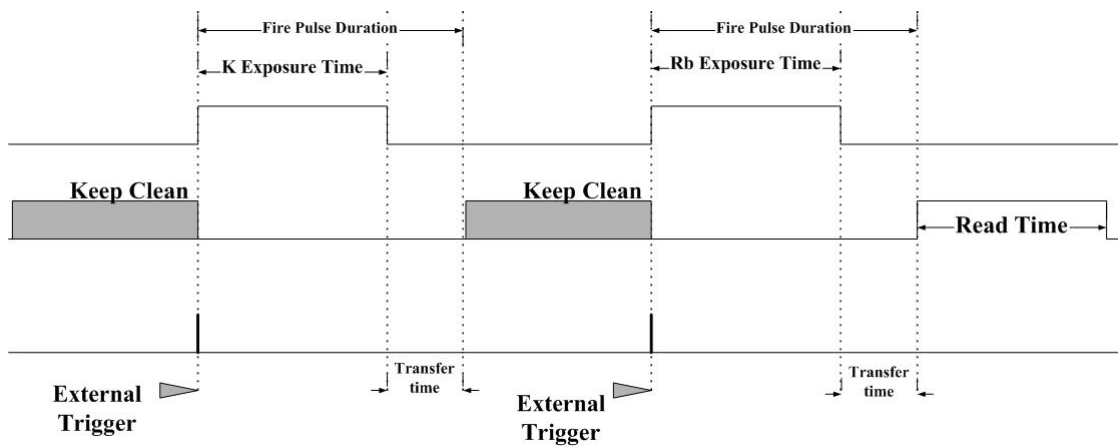 Fire Pulse Duration
Fire Pulse Duration
K Exposure Time
Rb Exposure Time
Keep Clean
Keep Clean
Read Time
Transfer
time
Transfer
time
External
Trigger
External
Trigger